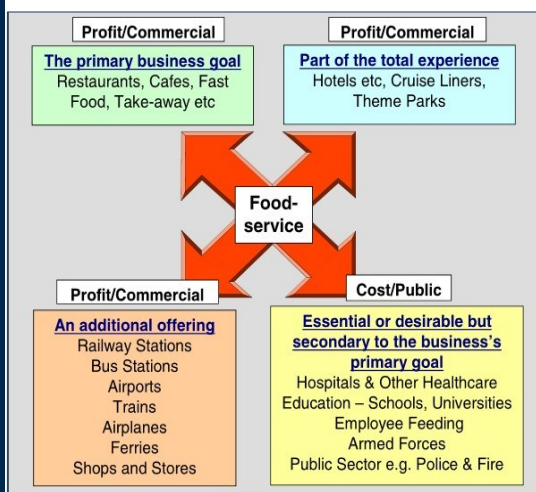 Profit/Commercial
The primary business goal
Restaurants, Cafes, Fast
Food, Take-away etc
Profit/Commercial
Part of the total experience
Hotels etc, Cruise Liners,
Theme Parks
Food-
service
Profit/Commercial
An additional offering
Railway Stations
Bus Stations
Airports
Trains
Airplanes
Ferries
Shops and Stores
Cost/Public
Essential or desirable but
secondary to the business's
primary goal
Hospitals & Other Healthcare
Education – Schools, Universities
Employee Feeding
Armed Forces
Public Sector e.g. Police & Fire